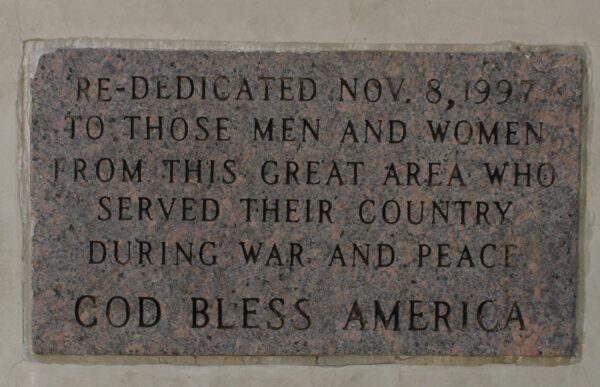 RE-DEDICATED NOV. 8, 1997
TO THOSE MEN AND WOMEN
FROM THIS GREAT AREA WHO
SERVED THEIR COUNTRY
DURING WAR AND PEACE
GOD BLESS AMERICA